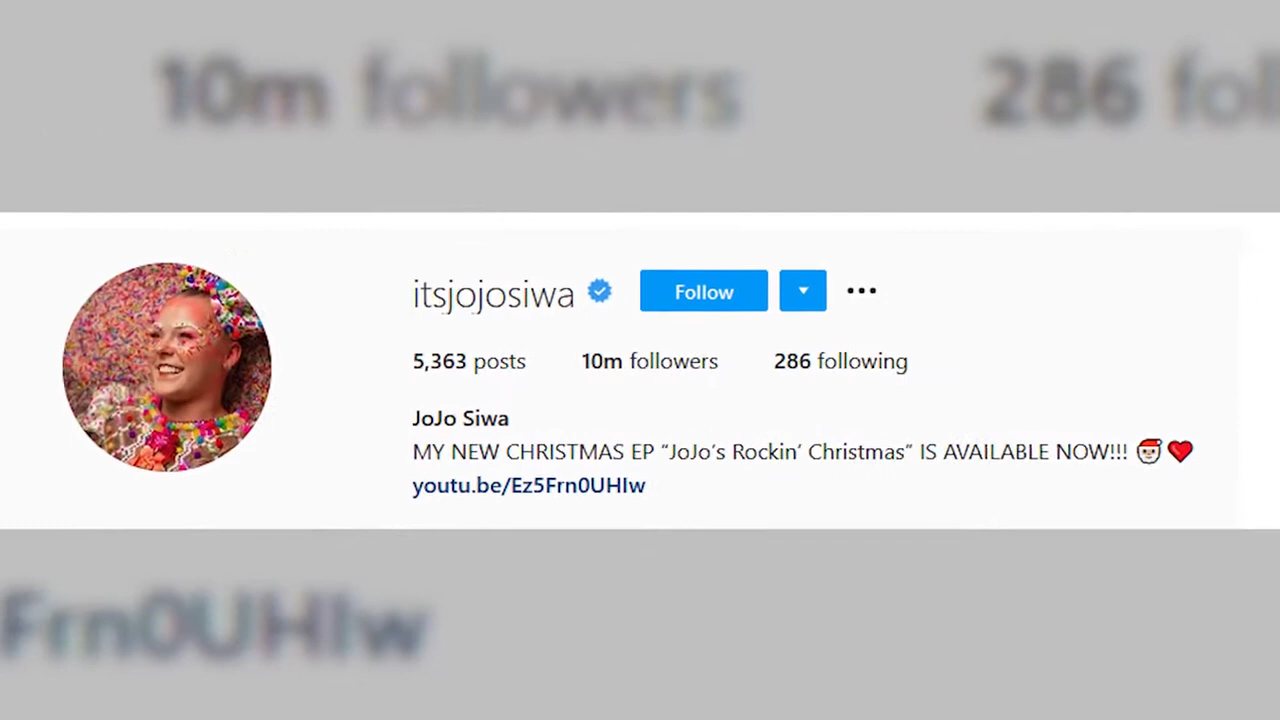 10m followers 286 foll
itsjojosiwa Follow
5,363 posts 10m followers 286 following
JoJo Siwa
MY NEW CHRISTMAS EP “JoJo’s Rockin’ Christmas” IS AVAILABLE NOW!!! 🎅🏻❤️
youtu.be/Ez5Frn0UHIw
Frn0UHIw